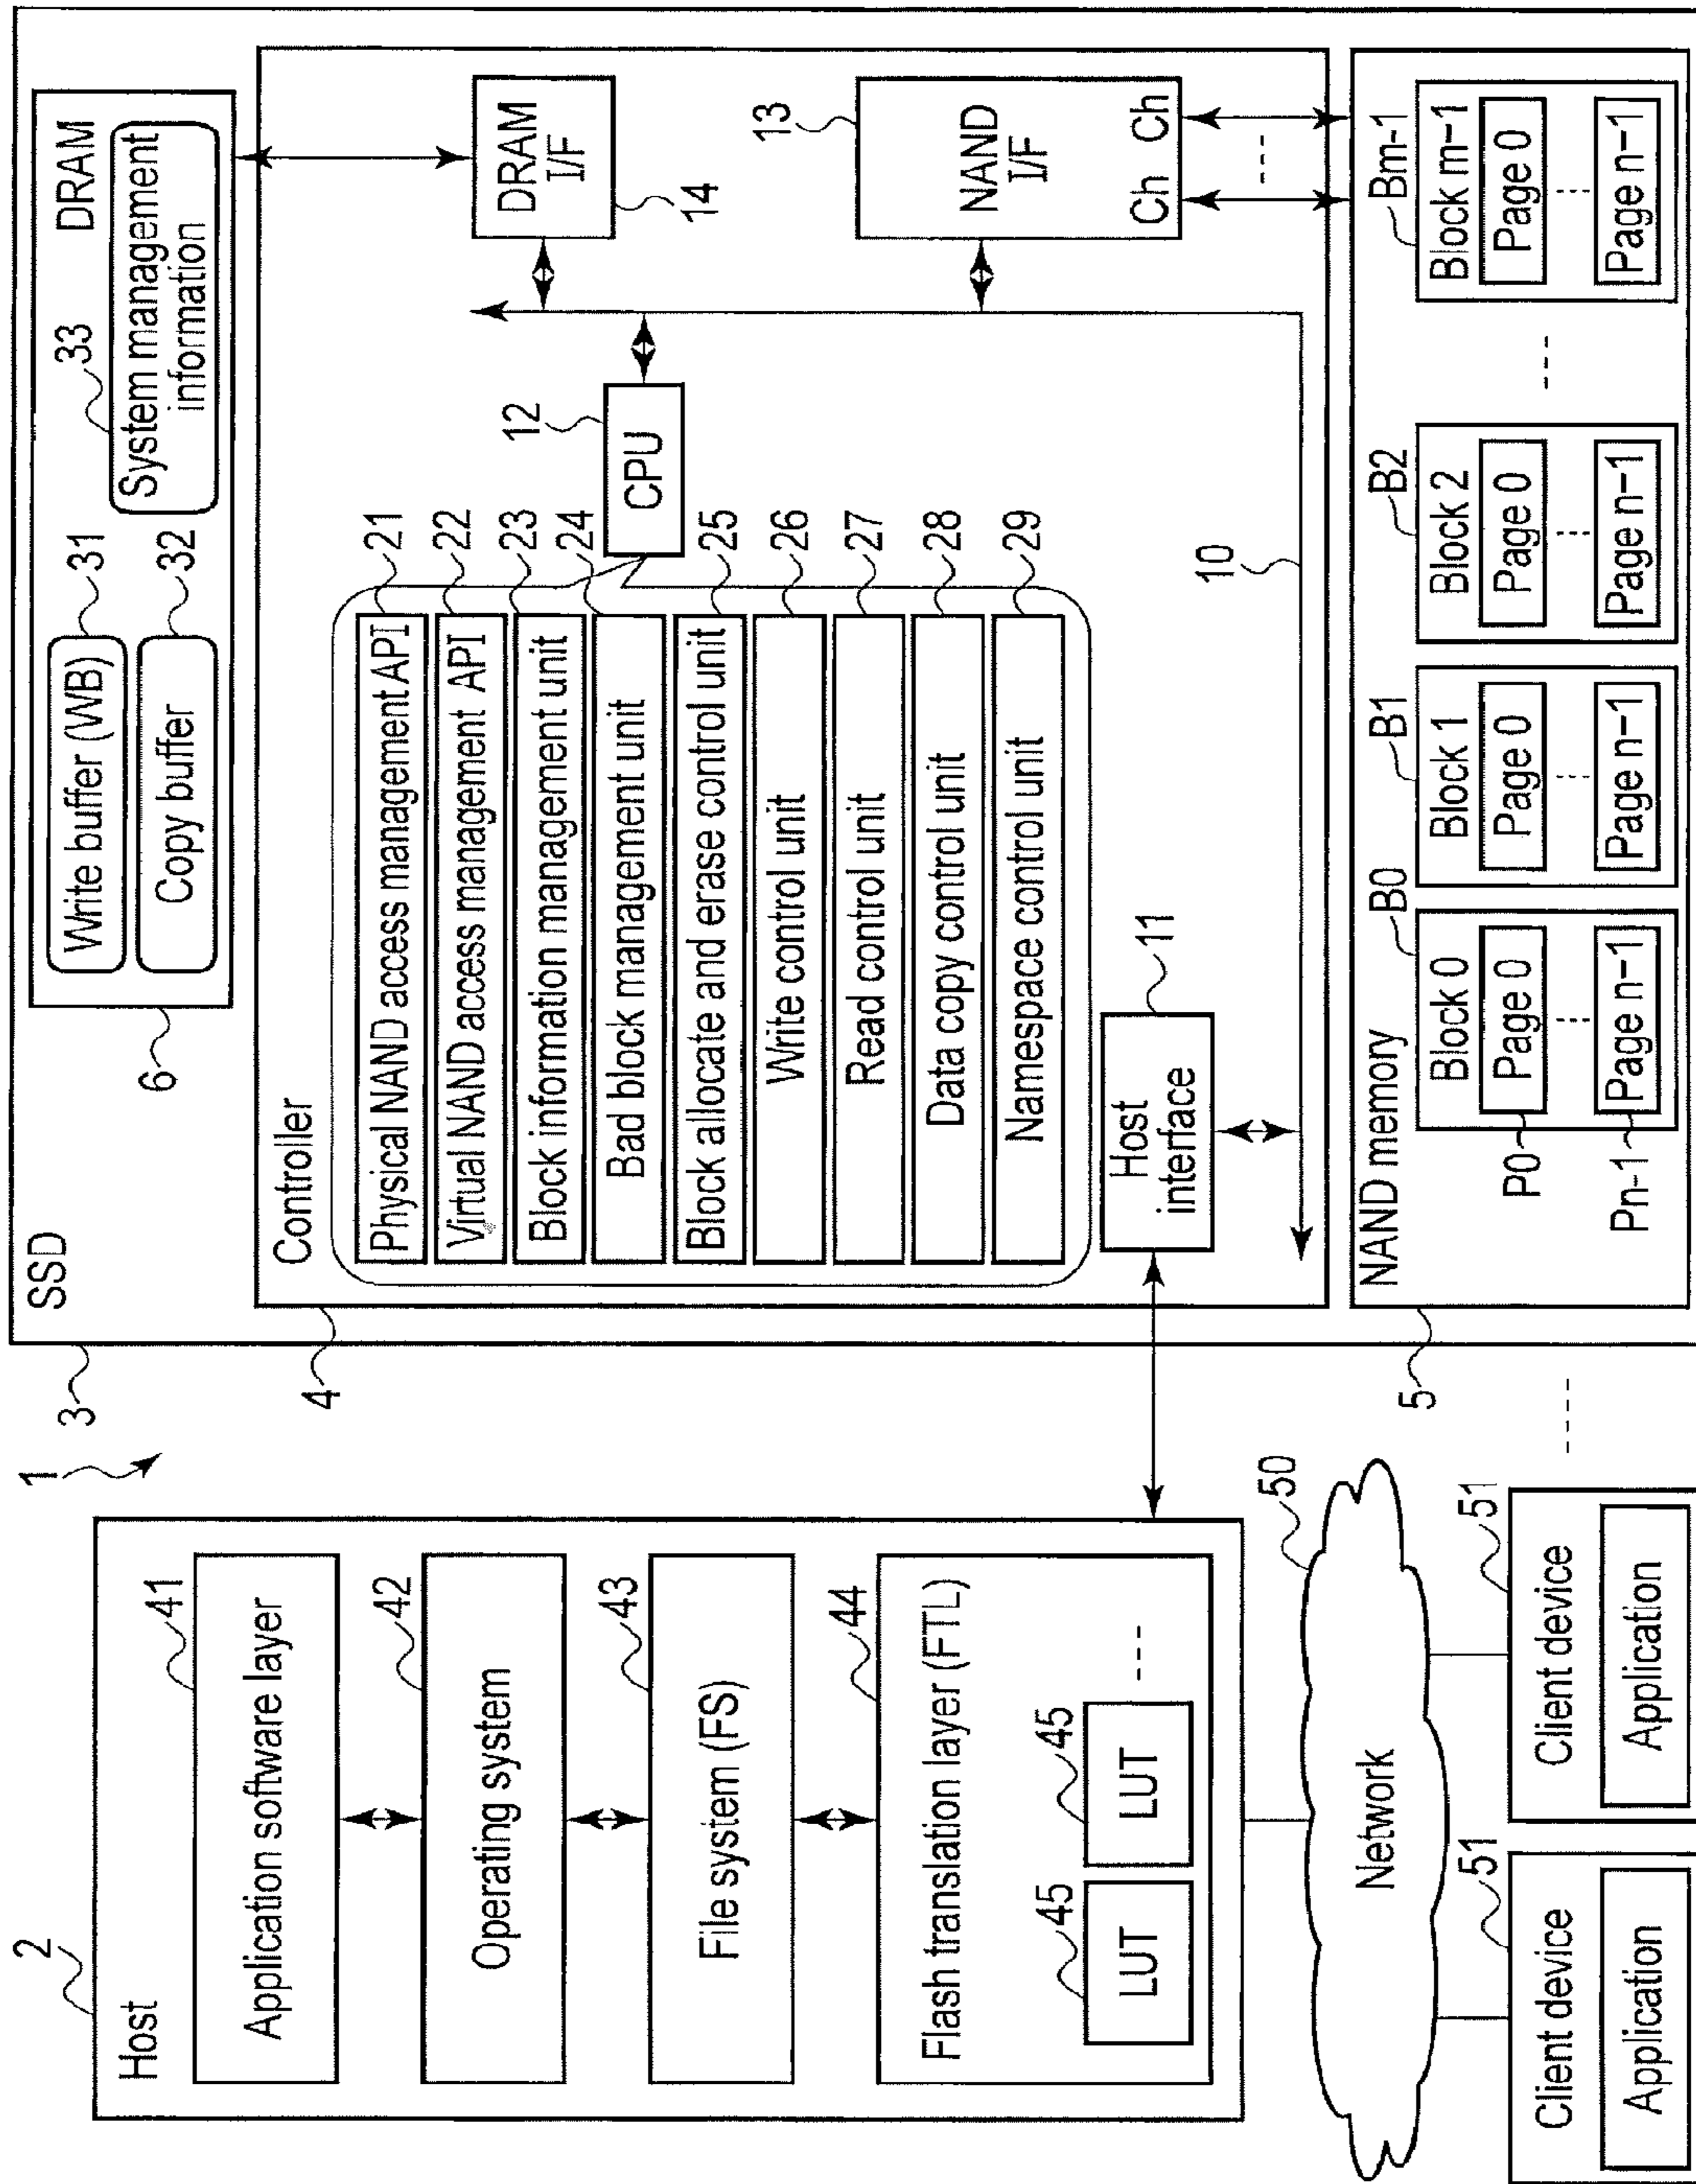 1
2
Host
41
Application software layer
42
Operating system
43
File system (FS)
44
Flash translation layer (FTL)
45
LUT
45
LUT
----
50
Network
51
Client device
Application
51
Client device
Application
-----
3
SSD
6
DRAM
31
Write buffer (WB)
32
Copy buffer
33
System management
information
4
Controller
21
Physical NAND access management API
22
Virtual NAND access management API
23
Block information management unit
24
Bad block management unit
25
Block allocate and erase control unit
26
Write control unit
27
Read control unit
28
Data copy control unit
29
Namespace control unit
12
CPU
14
DRAM
I/F
13
NAND
I/F
Ch Ch
---
11
Host
interface
10
5
NAND memory
B0
Block 0
P0
Page 0
----
Pn-1
Page n-1
B1
Block 1
Page 0
----
Page n-1
B2
Block 2
Page 0
----
Page n-1
----
Bm-1
Block m-1
Page 0
----
Page n-1